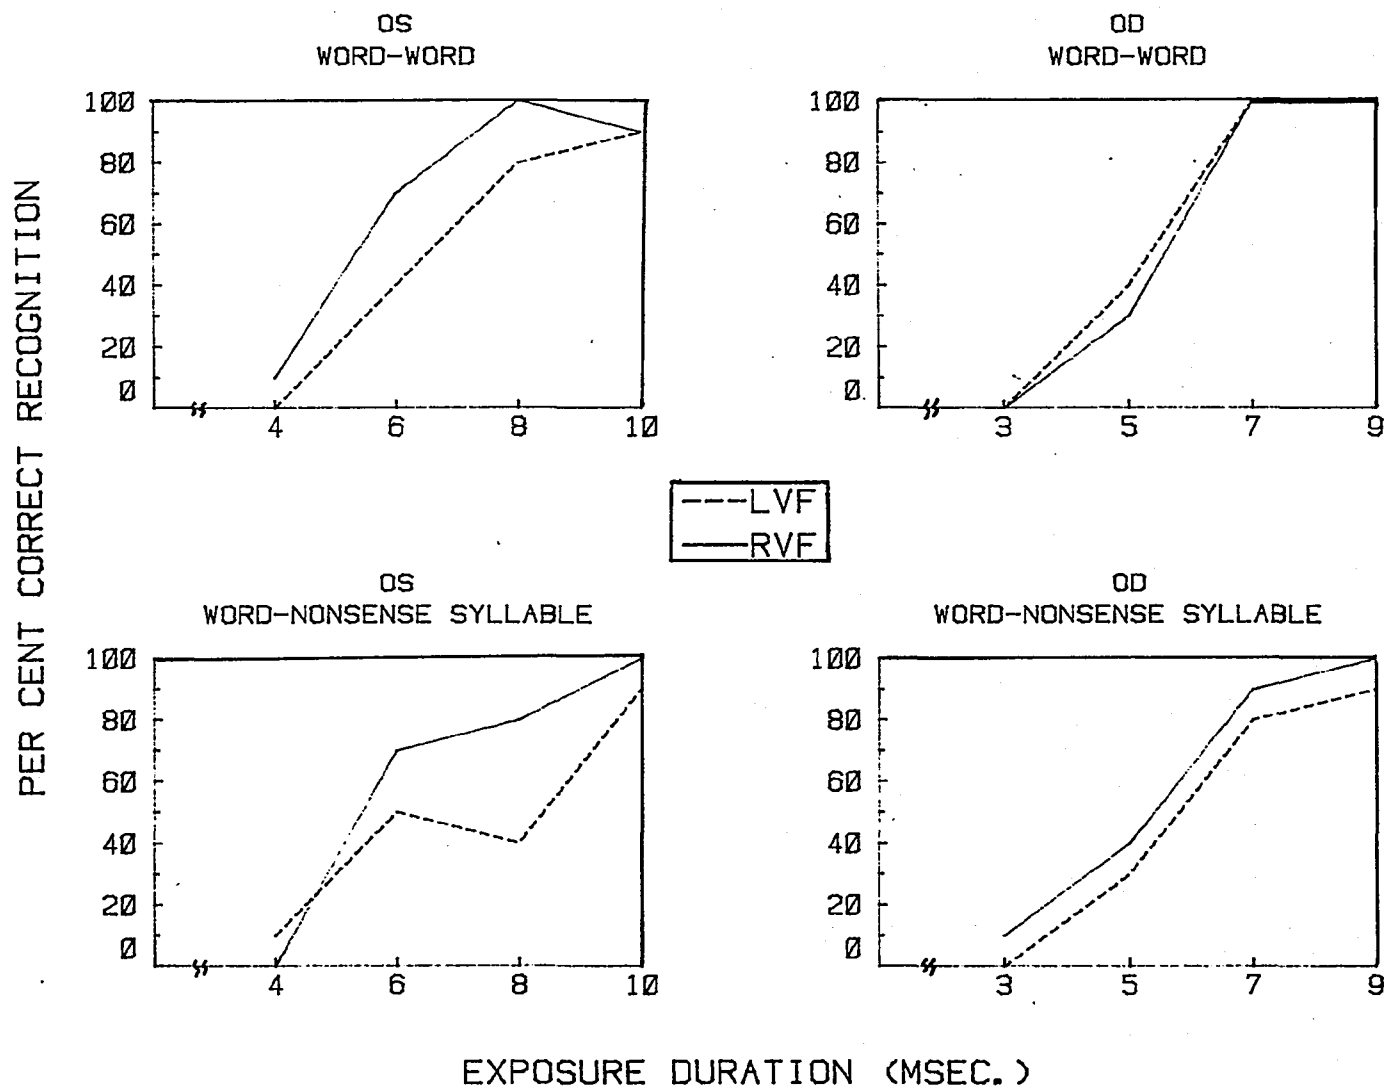 OS
WORD-WORD
100
80
60
40
20
0
4 6 8 10
OD
WORD-WORD
100
80
60
40
20
0
3 5 7 9
PER CENT CORRECT RECOGNITION
LVF
RVF
OS
WORD-NONSENSE SYLLABLE
100
80
60
40
20
0
4 6 8 10
OD
WORD-NONSENSE SYLLABLE
100
80
60
40
20
0
3 5 7 9
EXPOSURE DURATION (MSEC.)